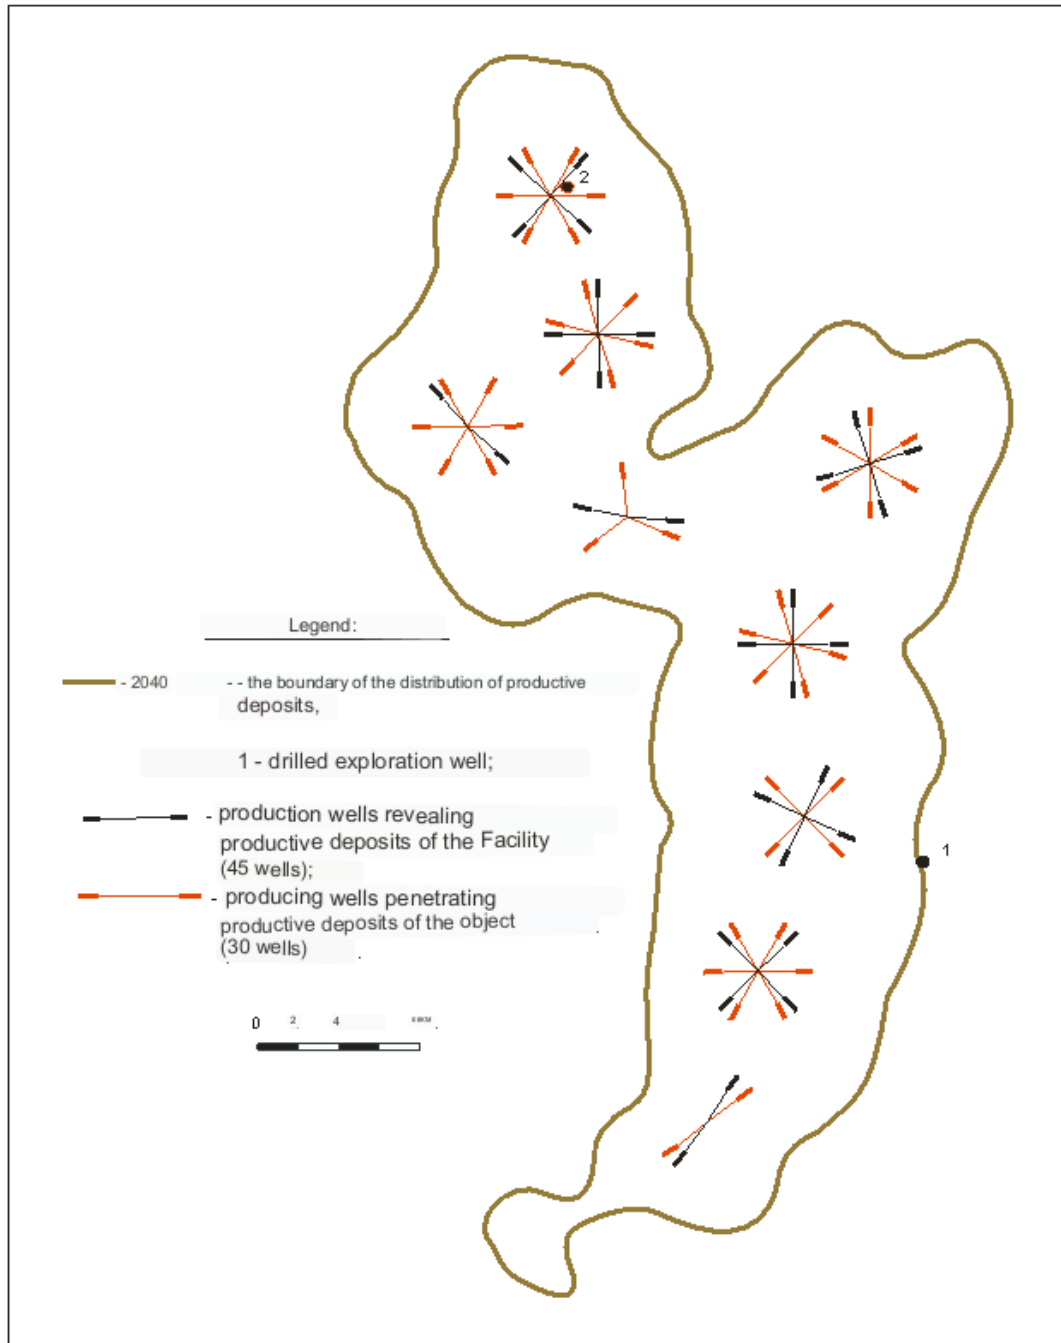 2
Legend:
- 2040 - - the boundary of the distribution of productive
deposits,
1 - drilled exploration well;
- production wells revealing
productive deposits of the Facility
(45 wells);
1
- producing wells penetrating
productive deposits of the object
(30 wells)
0 2 4